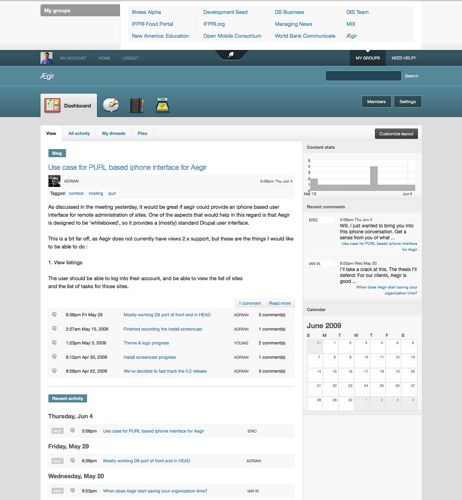 My groups
Ifitness Alpha
Development Seed
DS Business
GIS Team
IFPRI Food Portal
IFPRI.org
Managing News
MIX
New America: Education
Open Mobile Consortium
World Bank Communicate
Ægir
MY ACCOUNT
HOME
LOGOUT
MY GROUPS
NEED HELP?
Ægir
Search
Dashboard
Members
Settings
View
All activity
My threads
Files
Customize layout
Blog
Use case for PURL based iphone interface for Aegir
ADRIAN
5:08pm Thu Jun 4
Tagged: context hosting purl
As discussed in the meeting yesterday, it would be great if aegir could provide an iphone based user
interface for remote administration of sites. One of the aspects that would help in this regard is that Aegir
is designed to be 'whiteboxed', so it provides a (mostly) standard Drupal user interface.
This is a bit far off, as Aegir does not currently have views 2.x support, but these are the things I would like
to be able to do :
1. View listings
The user should be able to log into their account, and be able to view the list of sites
and the list of tasks for those sites.
1 comment
Read more
6:36pm Fri May 29
Mostly working D6 port of front end in HEAD
ADRIAN
0 comment(s)
2:27am May 15, 2009
Finished recording the install screencast
ADRIAN
1 comment(s)
1:23pm May 3, 2009
Theme & logo progress
YOUNG
2 comment(s)
6:12pm Apr 30, 2009
Install screencast progress
ADRIAN
1 comment(s)
8:09pm Apr 22, 2009
We've decided to fast track the 0.2 release
ADRIAN
3 comment(s)
Recent activity
Thursday, Jun 4
5:08pm
Use case for PURL based iphone interface for Aegir
ERIC
Friday, May 29
6:36pm
Mostly working D6 port of front end in HEAD
ADRIAN
Wednesday, May 20
9:53pm
When does Aegir start saving your organization time?
IAN W.
Content stats
5
4
3
2
1
0
Mar 13
Jun 4
Recent comments
ERIC
5:09pm Thu Jun 4
Will, I just wanted to bring you into
this conversation. Get a
sense from you of what ...
Use case for PURL based iphone interface
for Aegir
IAN W.
9:53pm Wed May 20
I'll take a crack at this. The thesis I'll
defend: For our clients, Aegir is
good ...
When does Aegir start saving your
organization time?
Calendar
June 2009
S M T W T F S
31 1 2 3 4 5 6
7 8 9 10 11 12 13
14 15 16 17 18 19 20
21 22 23 24 25 26 27
28 29 30 1 2 3 4